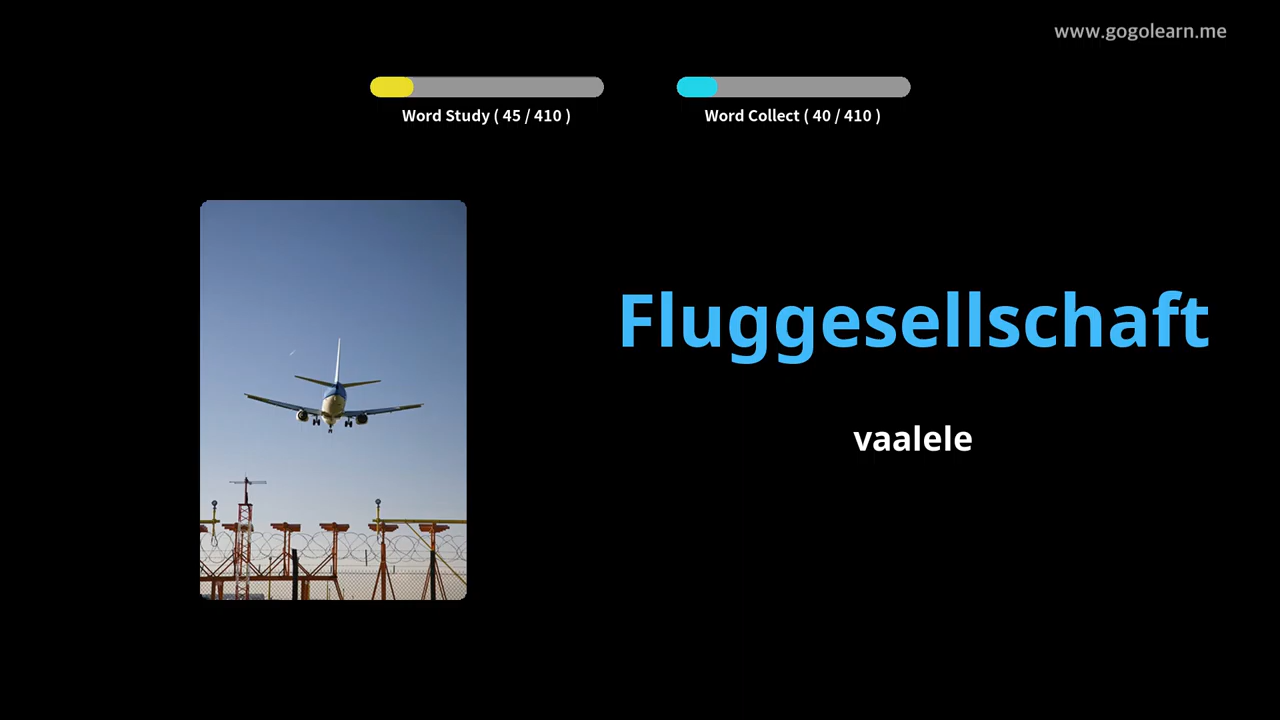 www.gogolearn.me
Word Study ( 45 / 410 )
Word Collect ( 40 / 410 )
Fluggesellschaft
vaalele